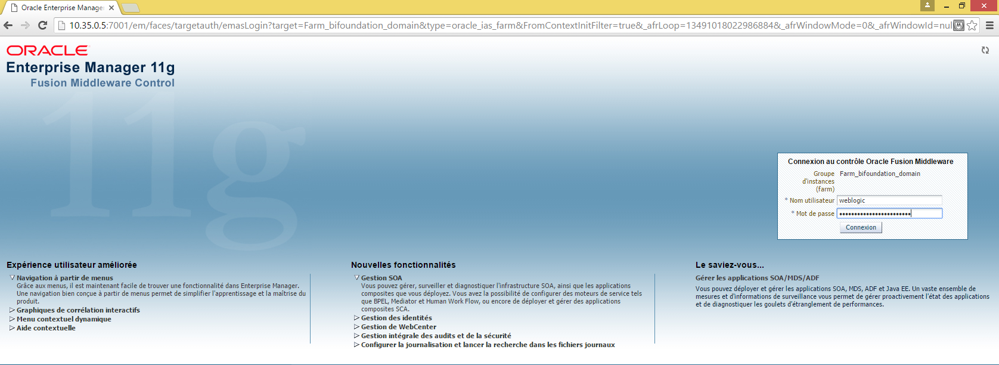 Oracle Enterprise Manage
10.35.0.5:7001/em/faces/targetauth/emasLogin?target=Farm_bifoundation_domain&type=oracle_ias_farm&FromContextInitFilter=true&_afrLoop=13491018022986884&_afrWindowMode=0&_afrWindowId=nul
ORACLE
Enterprise Manager 11g
Fusion Middleware Control
11g
Connexion au contrôle Oracle Fusion Middleware
Groupe d'instances (farm) Farm_bifoundation_domain
* Nom utilisateur weblogic
* Mot de passe
Connexion
Expérience utilisateur améliorée
Navigation à partir de menus
Grâce aux menus, il est maintenant facile de trouver une fonctionnalité dans Enterprise Manager.
Une navigation bien conçue à partir de menus permet de simplifier l'apprentissage et la maîtrise du
produit.
Graphiques de corrélation interactifs
Menu contextuel dynamique
Aide contextuelle
Nouvelles fonctionnalités
Gestion SOA
Vous pouvez gérer, surveiller et diagnostiquer l'infrastructure SOA, ainsi que les applications
composites que vous déployez. Vous avez la possibilité de configurer des moteurs de service tels
que BPEL, Mediator et Human Work Flow, ou encore de déployer et gérer des applications
composites SCA.
Gestion des identités
Gestion de WebCenter
Gestion intégrale des audits et de la sécurité
Configurer la journalisation et lancer la recherche dans les fichiers journaux
Le saviez-vous...
Gérer les applications SOA/MDS/ADF
Vous pouvez déployer et gérer les applications SOA, MDS, ADF et Java EE. Un vaste ensemble de
mesures et d'informations de surveillance vous permet de gérer proactivement l'état des applications
et de diagnostiquer les goulets d'étranglement de performances.